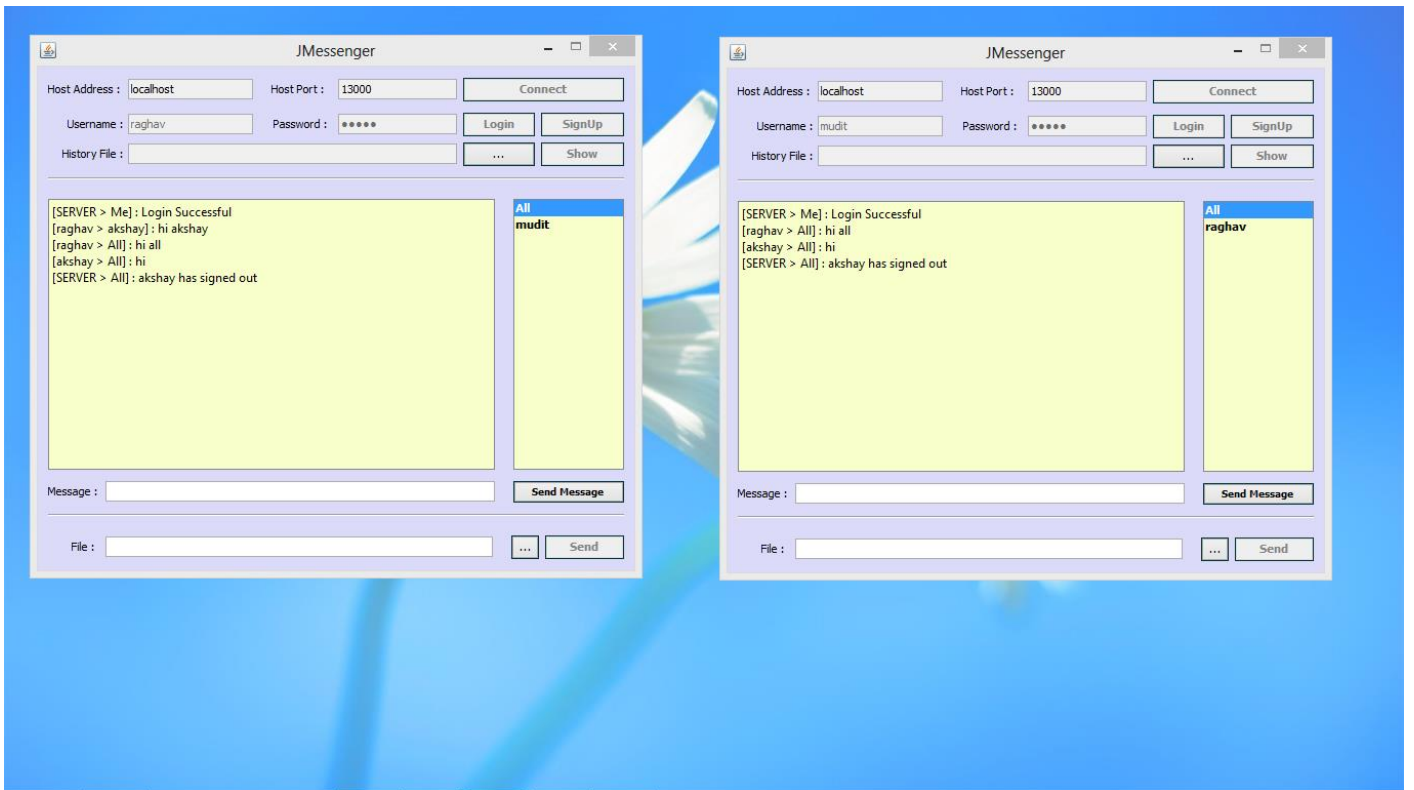 JMessenger
Host Address : localhost Host Port : 13000 Connect
Username : raghav Password : ••••• Login SignUp
History File : ... Show
[SERVER > Me] : Login Successful
[raghav > akshay] : hi akshay
[raghav > All] : hi all
[akshay > All] : hi
[SERVER > All] : akshay has signed out
All
mudit
Message : Send Message
File : ... Send
JMessenger
Host Address : localhost Host Port : 13000 Connect
Username : mudit Password : ••••• Login SignUp
History File : ... Show
[SERVER > Me] : Login Successful
[raghav > All] : hi all
[akshay > All] : hi
[SERVER > All] : akshay has signed out
All
raghav
Message : Send Message
File : ... Send